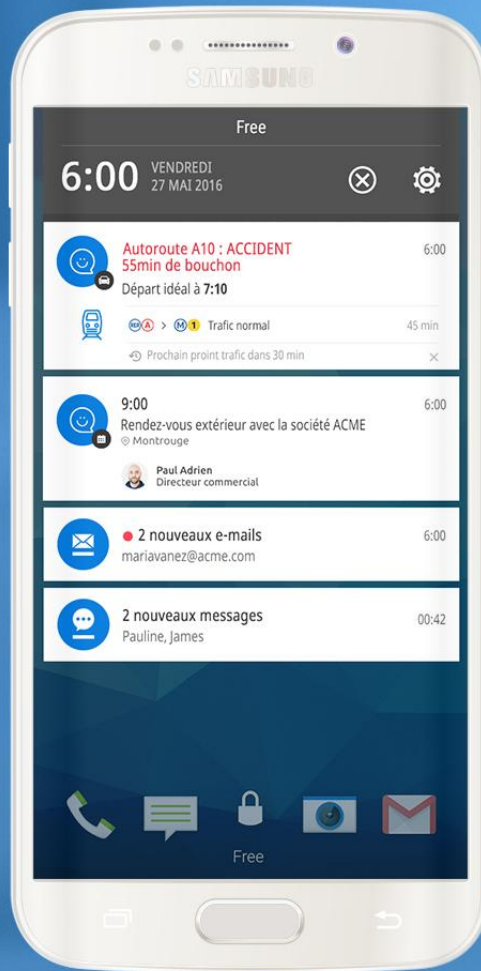 SAMSUNG
Free
6:00
VENDREDI
27 MAI 2016
Autoroute A10 : ACCIDENT
55min de bouchon
6:00
Départ idéal à 7:10
RER A > M 1 Trafic normal
45 min
Prochain proint trafic dans 30 min
9:00
6:00
Rendez-vous extérieur avec la société ACME
Montrouge
Paul Adrien
Directeur commercial
2 nouveaux e-mails
6:00
mariavanez@acme.com
2 nouveaux messages
00:42
Pauline, James
Free